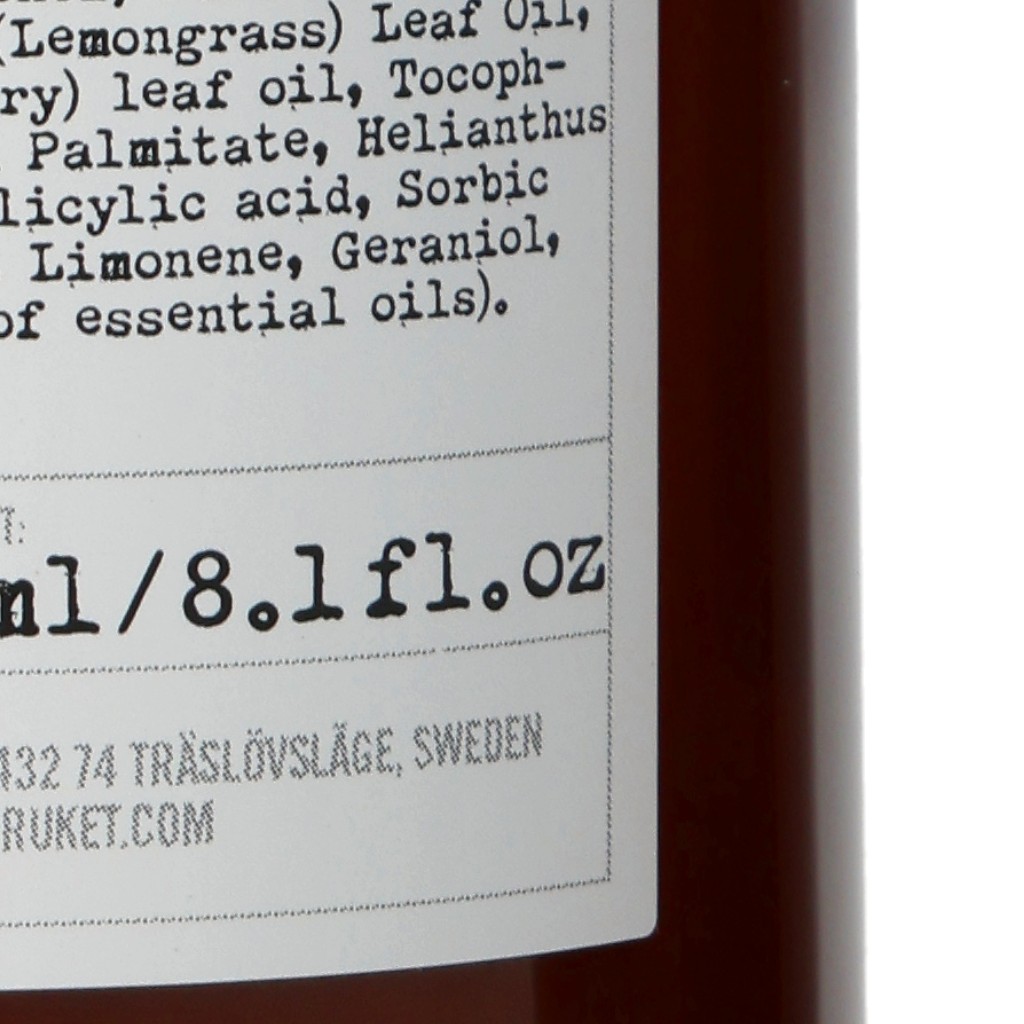 (Lemongrass) Leaf Oil,
ry) leaf oil, Tocoph-
Palmitate, Helianthus
licylic acid, Sorbic
Limonene, Geraniol,
of essential oils).
T:
ml/8.1fl.oz
432 74 TRÄSLÖVSLÄGE, SWEDEN
RUKET.COM